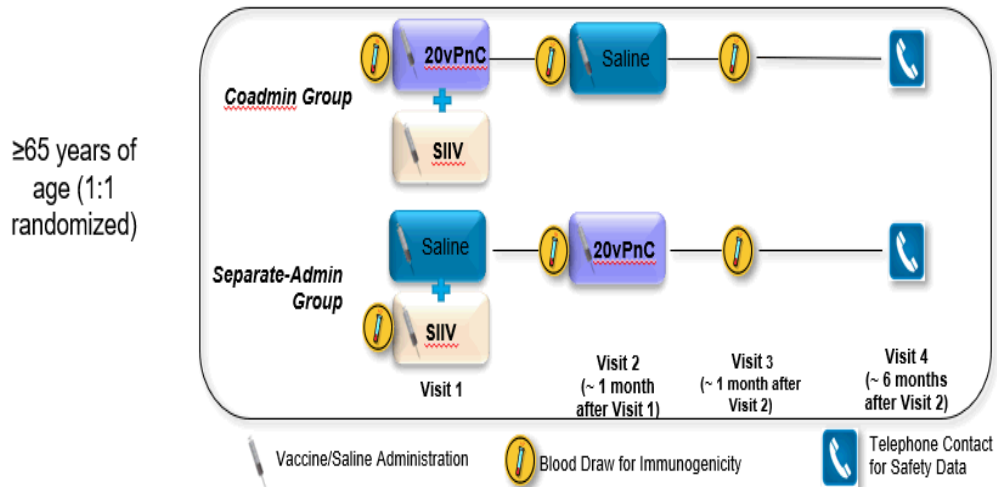 ≥65 years of
age (1:1
randomized)
Coadmin Group
20vPnC
Saline
SIIV
Separate-Admin
Group
Saline
20vPnC
SIIV
Visit 1
Visit 2
(~ 1 month
after Visit 1)
Visit 3
(~ 1 month after
Visit 2)
Visit 4
(~ 6 months
after Visit 2)
Vaccine/Saline Administration
Blood Draw for Immunogenicity
Telephone Contact
for Safety Data